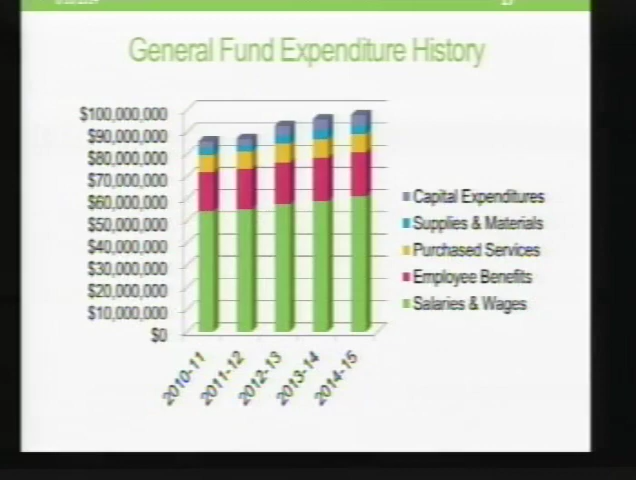 General Fund Expenditure History
$100,000,000
$90,000,000
$80,000,000
$70,000,000
$60,000,000
$50,000,000
$40,000,000
$30,000,000
$20,000,000
$10,000,000
$0
2010-11
2011-12
2012-13
2013-14
2014-15
Capital Expenditures
Supplies & Materials
Purchased Services
Employee Benefits
Salaries & Wages